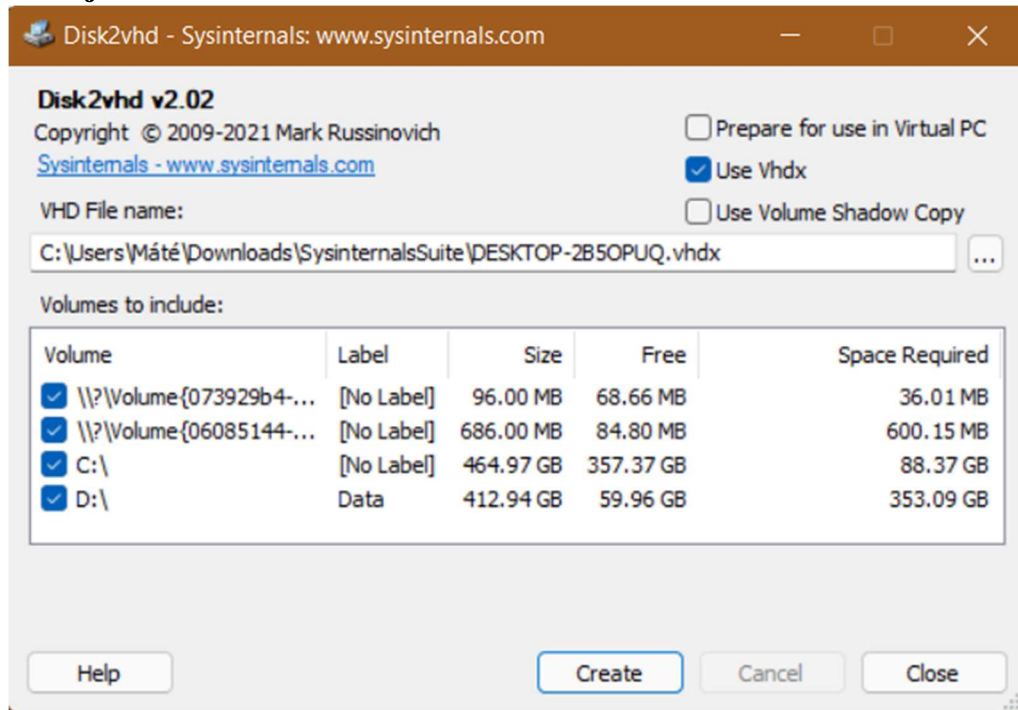 Disk2vhd - Sysinternals: www.sysinternals.com
Disk2vhd v2.02
Copyright © 2009-2021 Mark Russinovich
Sysinternals - www.sysinternals.com
Prepare for use in Virtual PC
Use Vhdx
Use Volume Shadow Copy
VHD File name:
C:\Users\Máté\Downloads\SysinternalsSuite\DESKTOP-2B5OPUQ.vhdx
...
Volumes to include:
Volume Label Size Free Space Required
\\?\Volume{073929b4-... [No Label] 96.00 MB 68.66 MB 36.01 MB
\\?\Volume{06085144-... [No Label] 686.00 MB 84.80 MB 600.15 MB
C:\ [No Label] 464.97 GB 357.37 GB 88.37 GB
D:\ Data 412.94 GB 59.96 GB 353.09 GB
Help Create Cancel Close